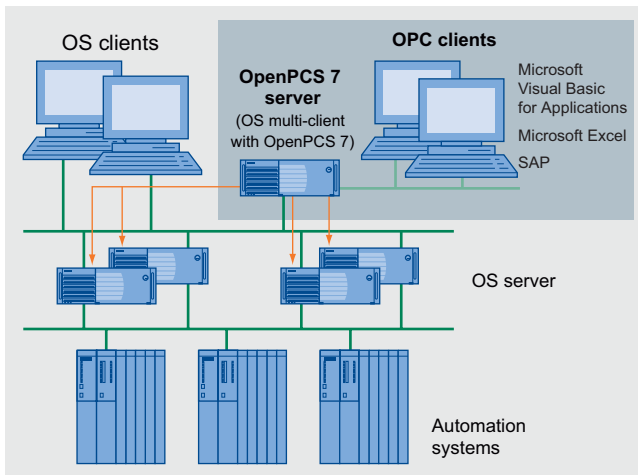 OS clients
OPC clients
OpenPCS 7
server
(OS multi-client
with OpenPCS 7)
Microsoft
Visual Basic
for Applications
Microsoft Excel
SAP
OS server
Automation
systems